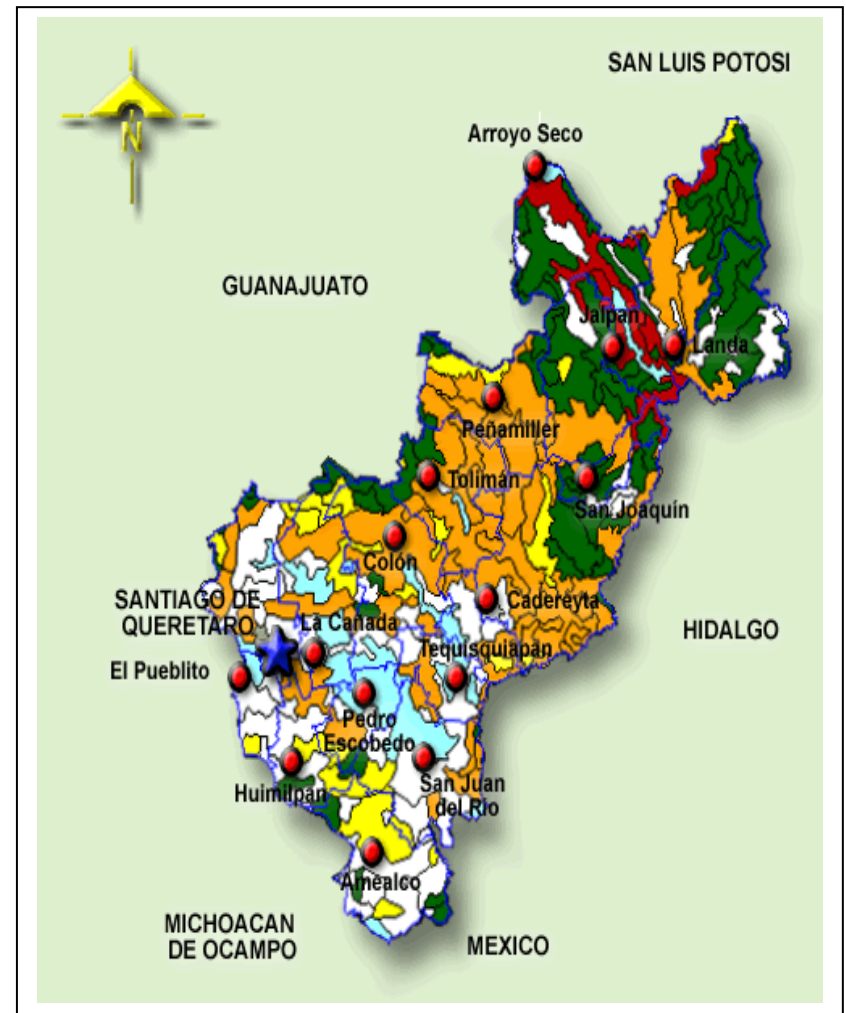 SAN LUIS POTOSI
Arroyo Seco
N
GUANAJUATO
Jalpan
Landa
Peñamiller
Tolimán
San Joaquín
Colón
SANTIAGO DE
QUERETARO
Cadereyta
La Cañada
HIDALGO
Tequisquiapan
El Pueblito
Pedro
Escobedo
San Juan
del Rio
Huimilpan
Amealco
MICHOACAN
DE OCAMPO
MEXICO